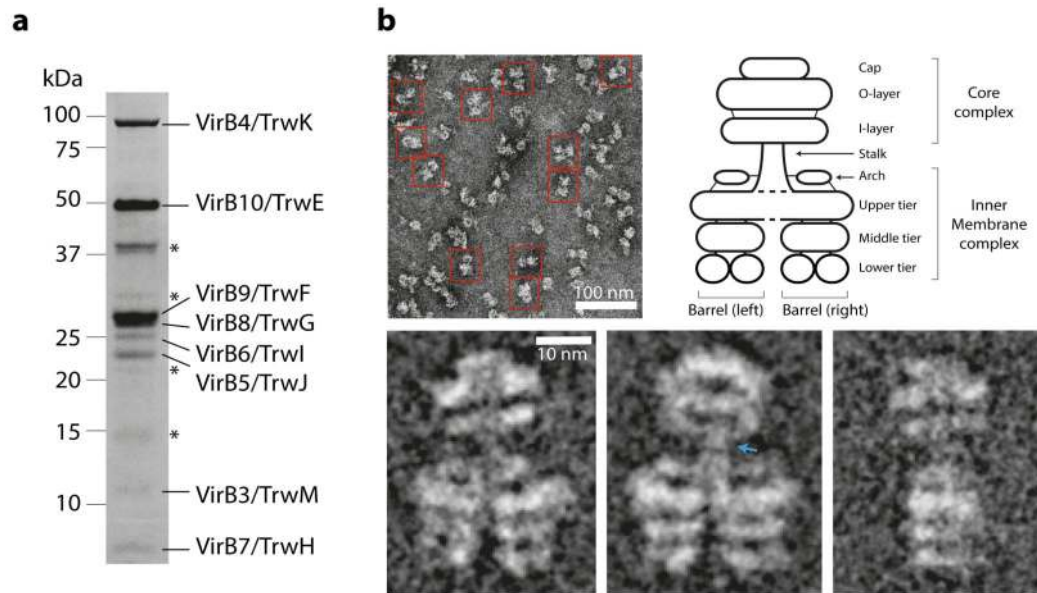 a
kDa
100
75
50
37
25
20
15
10
VirB4/TrwK
VirB10/TrwE
*
*
VirB9/TrwF
VirB8/TrwG
VirB6/TrwI
VirB5/TrwJ
*
*
VirB3/TrwM
VirB7/TrwH
b
100 nm
Cap
O-layer
I-layer
Stalk
Arch
Upper tier
Middle tier
Lower tier
Core
complex
Inner
Membrane
complex
Barrel (left) Barrel (right)
10 nm